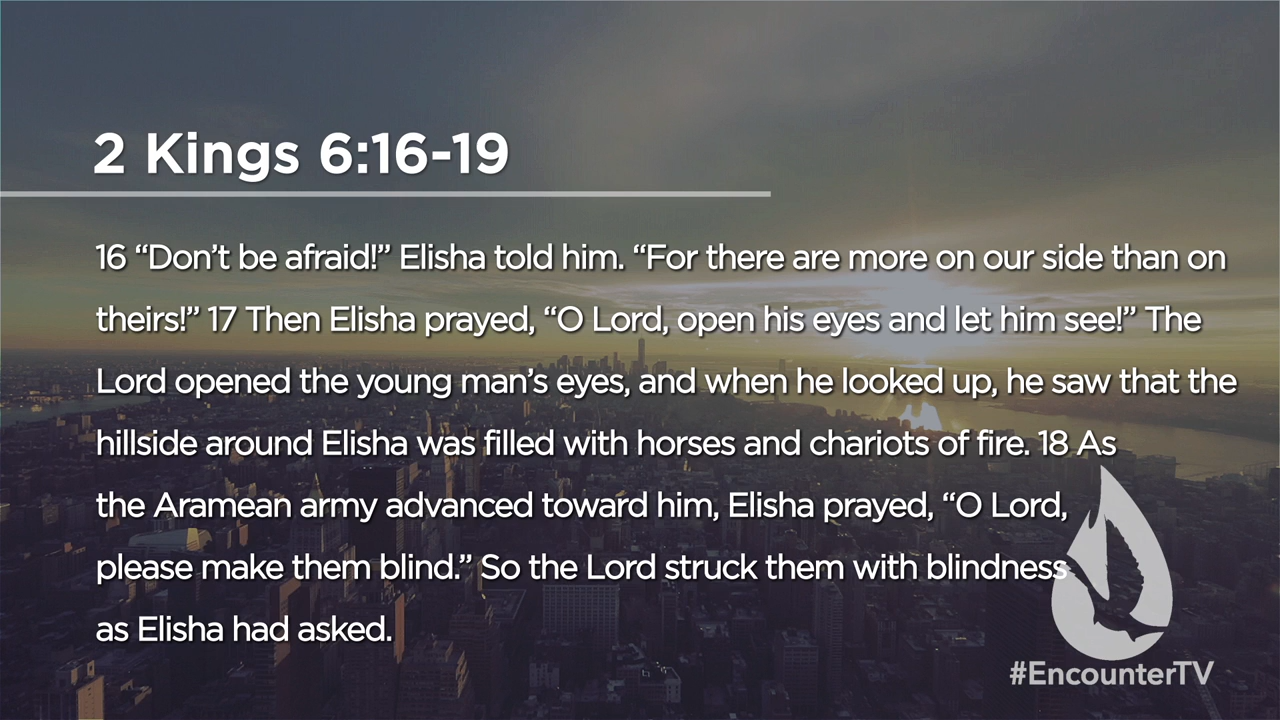 2 Kings 6:16-19
16 “Don’t be afraid!” Elisha told him. “For there are more on our side than on
theirs!” 17 Then Elisha prayed, “O Lord, open his eyes and let him see!” The
Lord opened the young man’s eyes, and when he looked up, he saw that the
hillside around Elisha was filled with horses and chariots of fire. 18 As
the Aramean army advanced toward him, Elisha prayed, “O Lord,
please make them blind.” So the Lord struck them with blindness
as Elisha had asked.
#EncounterTV